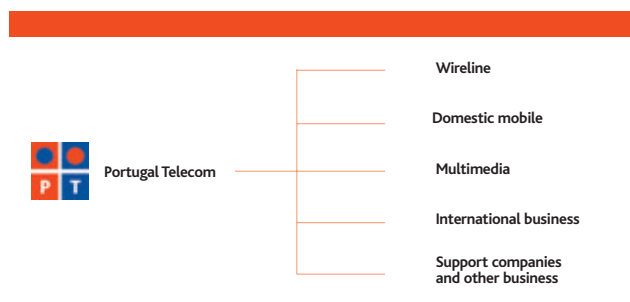 Wireline
Domestic mobile
P T
Portugal Telecom
Multimedia
International business
Support companies
and other business